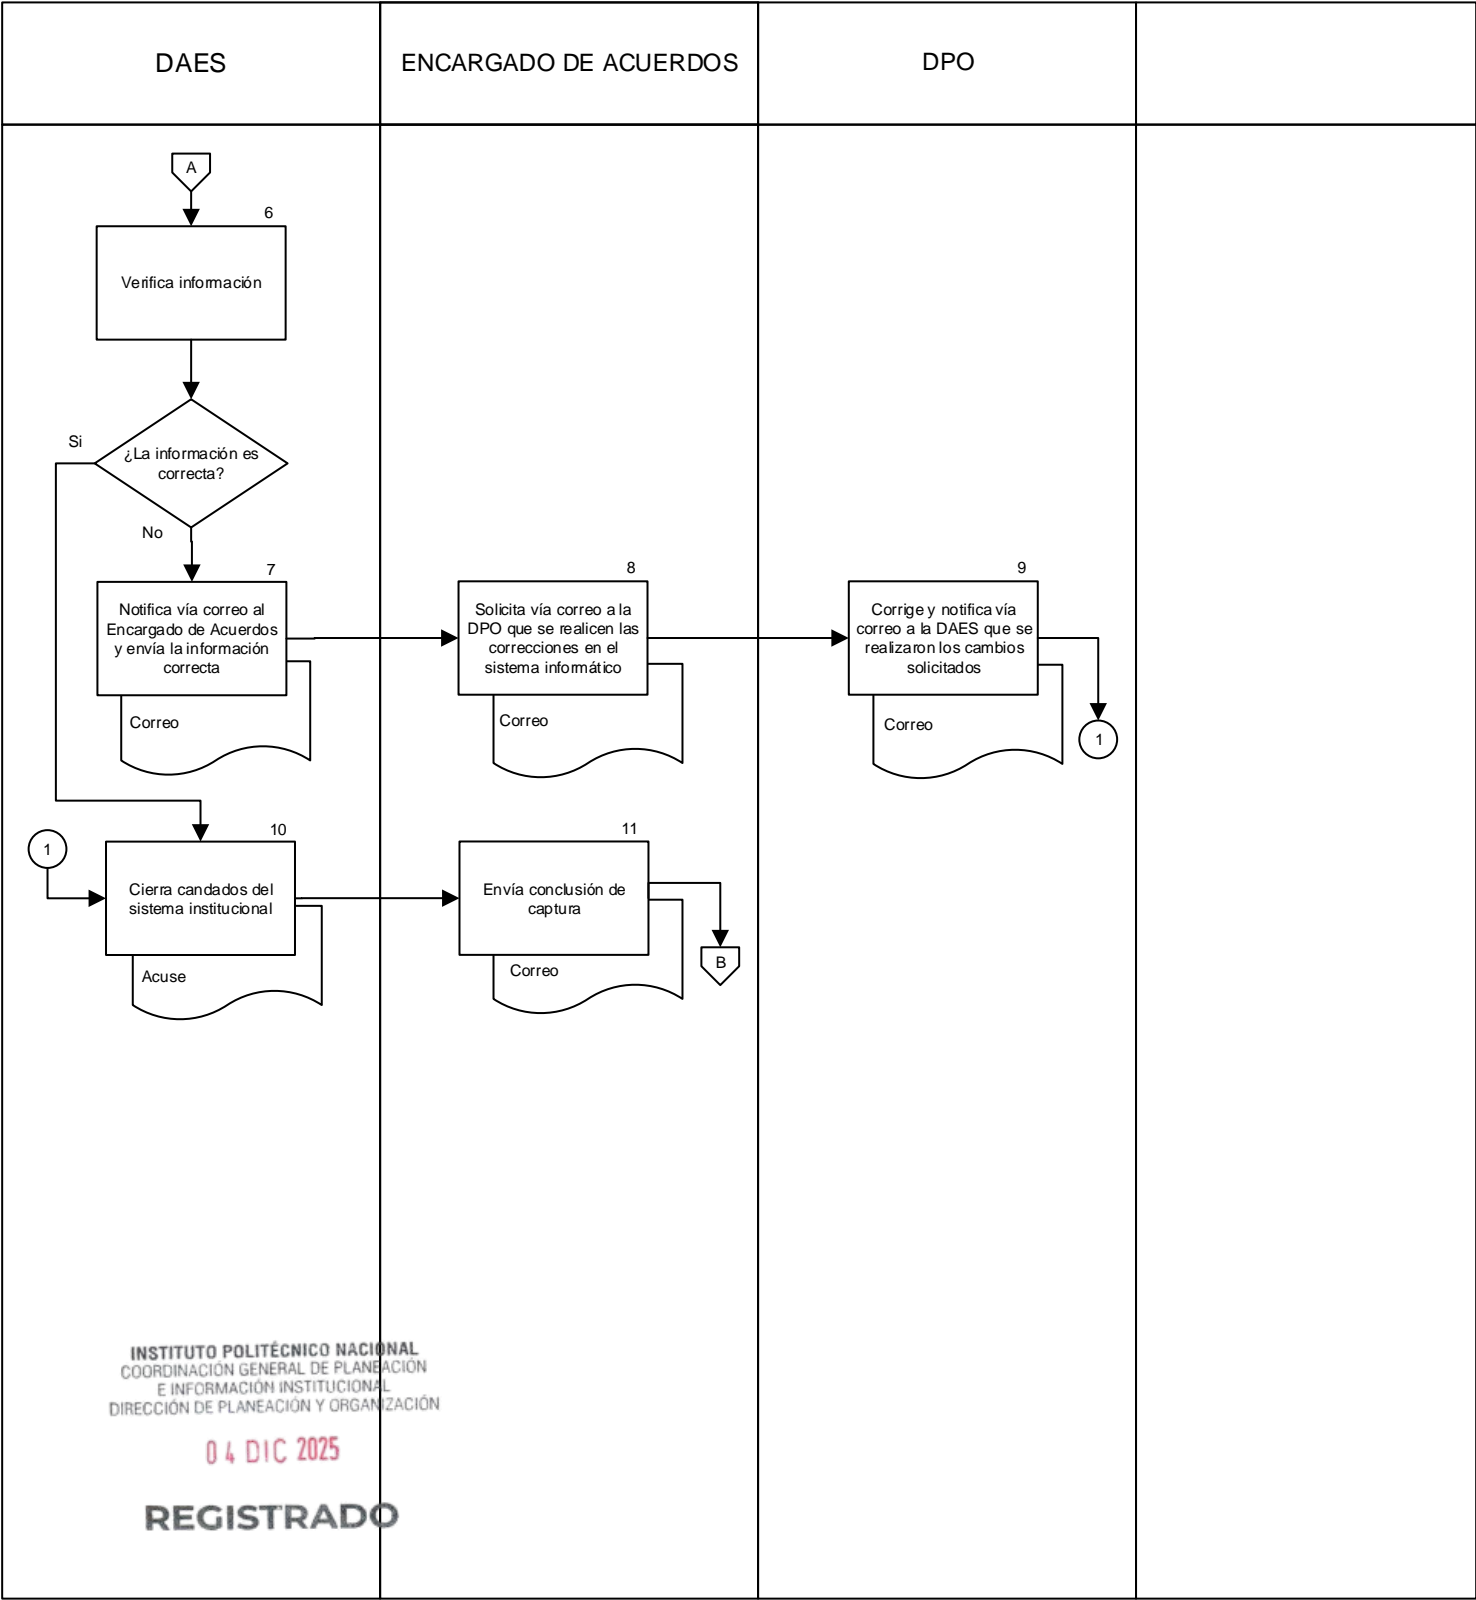 DAES
ENCARGADO DE ACUERDOS
DPO
A
6
Verifica información
¿La información es
correcta?
Si
No
7
Notifica vía correo al
Encargado de Acuerdos
y envía la información
correcta
Correo
8
Solicita vía correo a la
DPO que se realicen las
correcciones en el
sistema informático
Correo
9
Corrige y notifica vía
correo a la DAES que se
realizaron los cambios
solicitados
Correo
1
1
10
Cierra candados del
sistema institucional
Acuse
11
Envía conclusión de
captura
Correo
B
INSTITUTO POLITÉCNICO NACIONAL
COORDINACIÓN GENERAL DE PLANEACIÓN
E INFORMACIÓN INSTITUCIONAL
DIRECCIÓN DE PLANEACIÓN Y ORGANIZACIÓN
04 DIC 2025
REGISTRADO